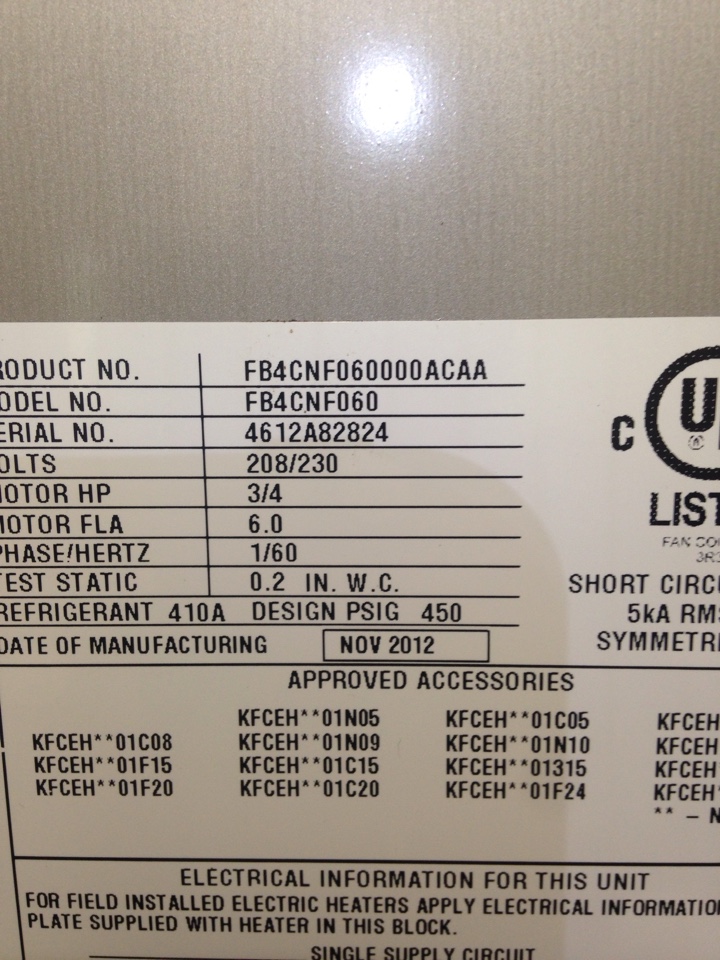 RODUCT NO. FB4CNF060000ACAA
ODEL NO. FB4CNF060
ERIAL NO. 4612A82824
OLTS 208/230
MOTOR HP 3/4
MOTOR FLA 6.0
PHASE/HERTZ 1/60
TEST STATIC 0.2 IN. W.C.
REFRIGERANT 410A DESIGN PSIG 450
DATE OF MANUFACTURING NOV 2012
C U
LIST
FAN CO
3R
SHORT CIRCU
5kA RMS
SYMMETRI
APPROVED ACCESSORIES
KFCEH**01N05 KFCEH**01C05 KFCEH
KFCEH**01C08 KFCEH**01N09 KFCEH**01N10 KFCEH
KFCEH**01F15 KFCEH**01C15 KFCEH**01315 KFCEH
KFCEH**01F20 KFCEH**01C20 KFCEH**01F24 KFCEH
** – N
ELECTRICAL INFORMATION FOR THIS UNIT
FOR FIELD INSTALLED ELECTRIC HEATERS APPLY ELECTRICAL INFORMATIO
PLATE SUPPLIED WITH HEATER IN THIS BLOCK.
SINGLE SUPPLY CIRCUIT